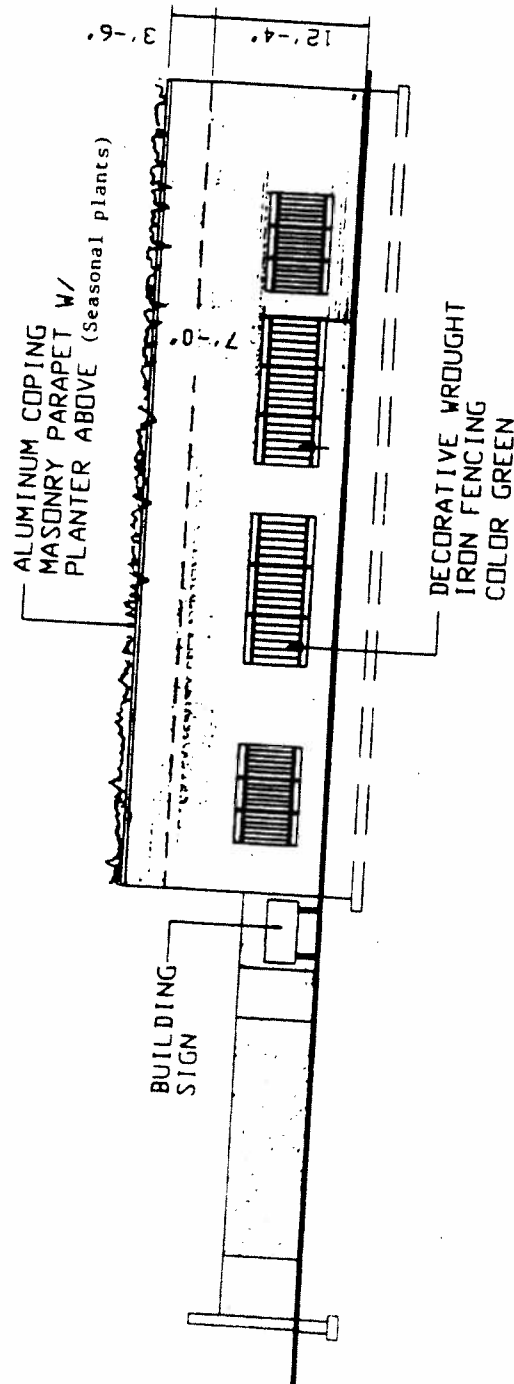 3'-6"
12'-4"
ALUMINUM COPING
MASONRY PARAPET W/
PLANTER ABOVE (Seasonal plants)
7'-0"
BUILDING
SIGN
DECORATIVE WROUGHT
IRON FENCING
COLOR GREEN